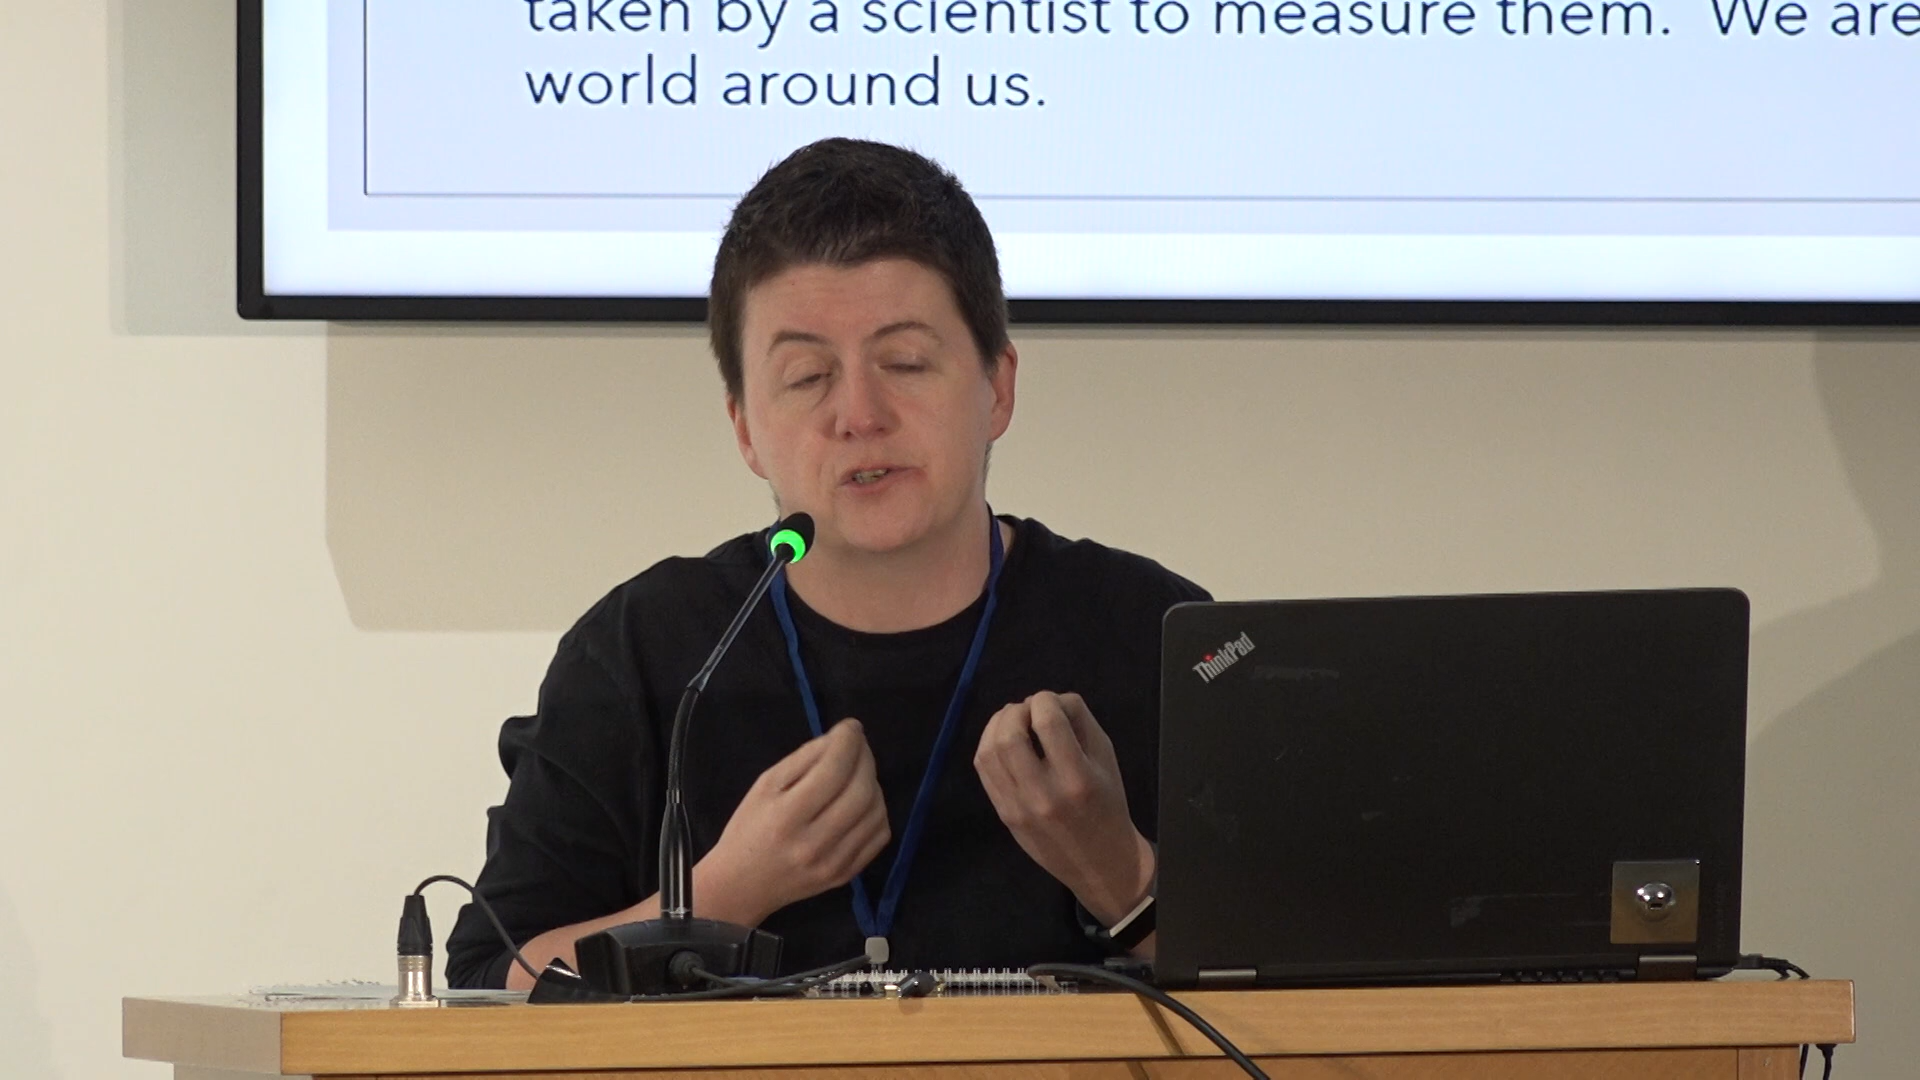 taken by a scientist to measure them. We are
world around us.
ThinkPad